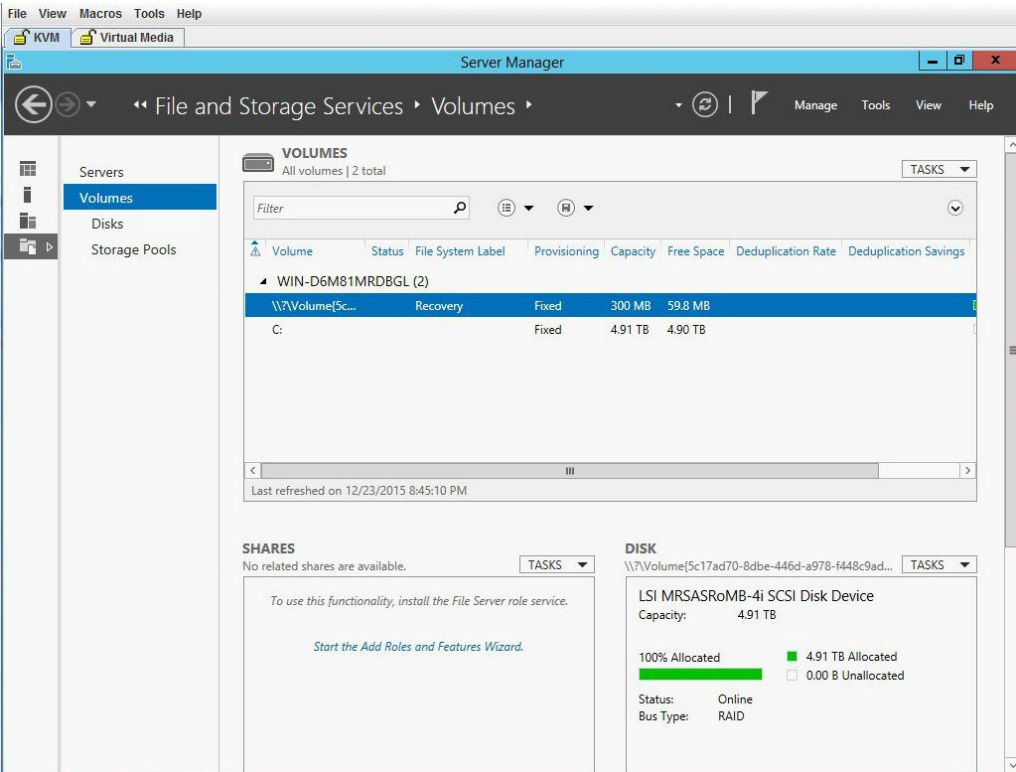 File View Macros Tools Help
KVM Virtual Media
Server Manager
File and Storage Services Volumes
Manage Tools View Help
Servers
Volumes
Disks
Storage Pools
VOLUMES
All volumes | 2 total
TASKS
Filter
Volume Status File System Label Provisioning Capacity Free Space Deduplication Rate Deduplication Savings
WIN-D6M81MRDBGL (2)
\\?\Volume{5c... Recovery Fixed 300 MB 59.8 MB
C: Fixed 4.91 TB 4.90 TB
Last refreshed on 12/23/2015 8:45:10 PM
SHARES
No related shares are available.
TASKS
To use this functionality, install the File Server role service.
Start the Add Roles and Features Wizard.
DISK
\\?\Volume{5c17ad70-8dbe-446d-a978-f448c9ad...
TASKS
LSI MRSASRoMB-4i SCSI Disk Device
Capacity: 4.91 TB
100% Allocated
4.91 TB Allocated
0.00 B Unallocated
Status: Online
Bus Type: RAID